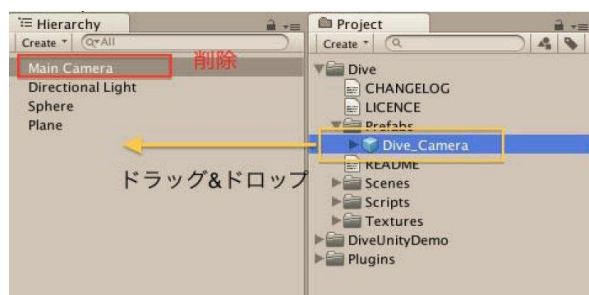 Hierarchy
Create
All
Main Camera
削除
Directional Light
Sphere
Plane
ドラッグ&ドロップ
Project
Create
Dive
CHANGELOG
LICENCE
Prefabs
Dive_Camera
README
Scenes
Scripts
Textures
DiveUnityDemo
Plugins